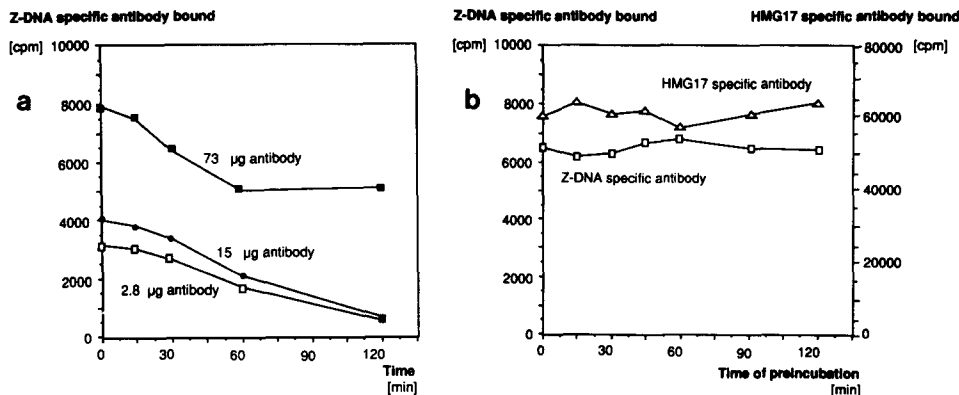 Z-DNA specific antibody bound
[cpm]
10000
8000
6000
4000
2000
0
a
73 µg antibody
15 µg antibody
2.8 µg antibody
0 30 60 90 120
Time
[min]
Z-DNA specific antibody bound
HMG17 specific antibody bound
[cpm]
[cpm]
10000
8000
6000
4000
2000
0
b
HMG17 specific antibody
Z-DNA specific antibody
80000
60000
40000
20000
0
0 30 60 90 120
Time of preincubation
[min]